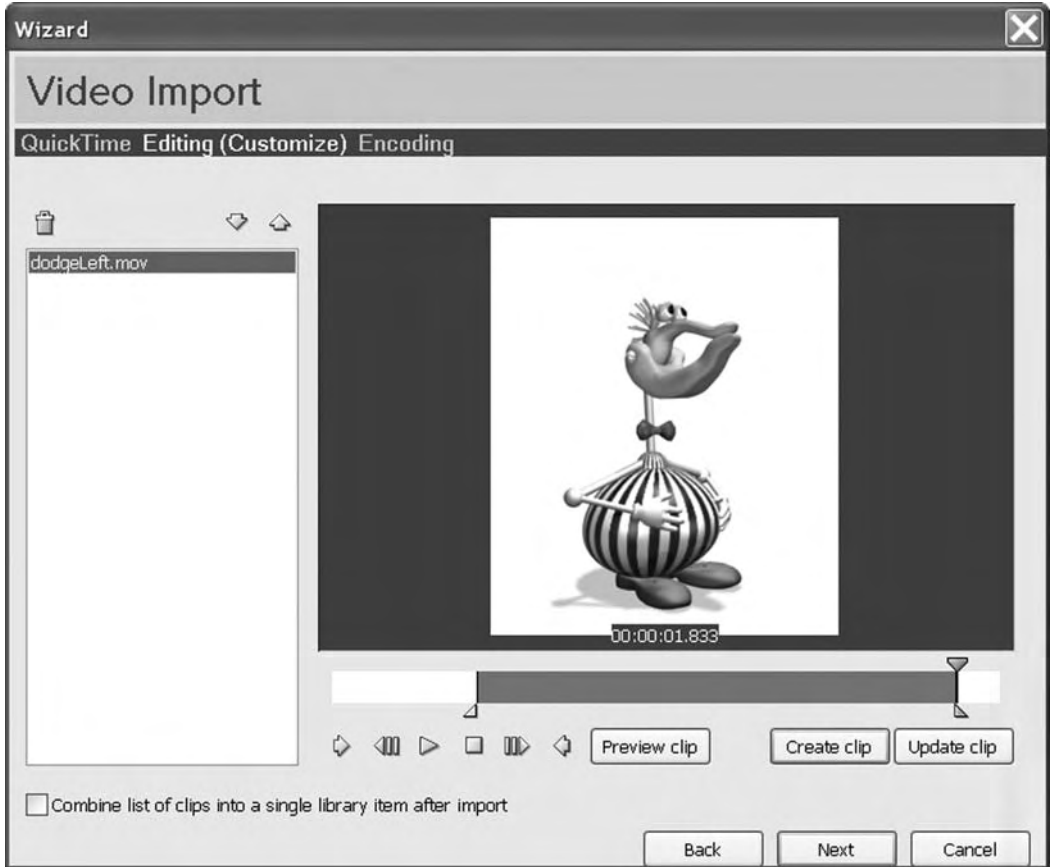 Wizard
Video Import
QuickTime Editing (Customize) Encoding
dodgeLeft.mov
00:00:01.833
Preview clip
Create clip
Update clip
Combine list of clips into a single library item after import
Back
Next
Cancel